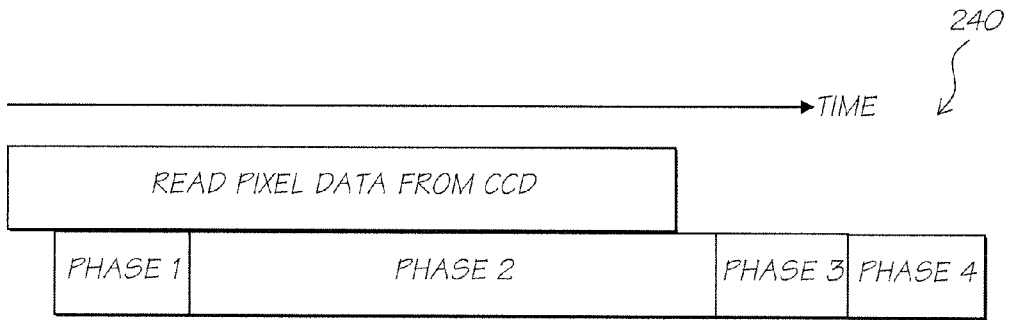 240
TIME
READ PIXEL DATA FROM CCD
PHASE 1 PHASE 2 PHASE 3 PHASE 4